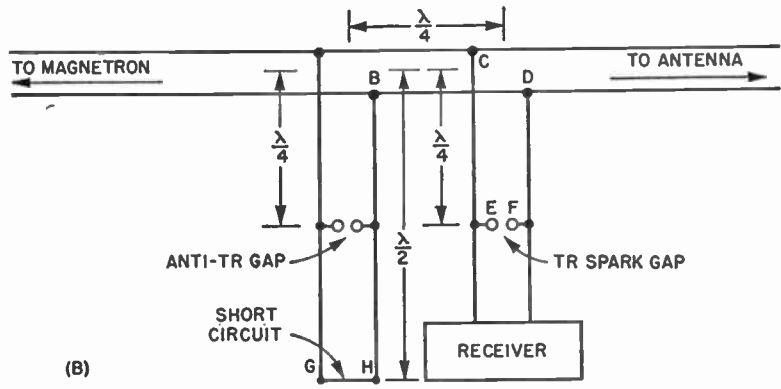 λ/4
TO MAGNETRON
C
TO ANTENNA
B
D
λ/4
λ/4
E F
ANTI-TR GAP
λ/2
TR SPARK GAP
SHORT
CIRCUIT
RECEIVER
(B)
G
H